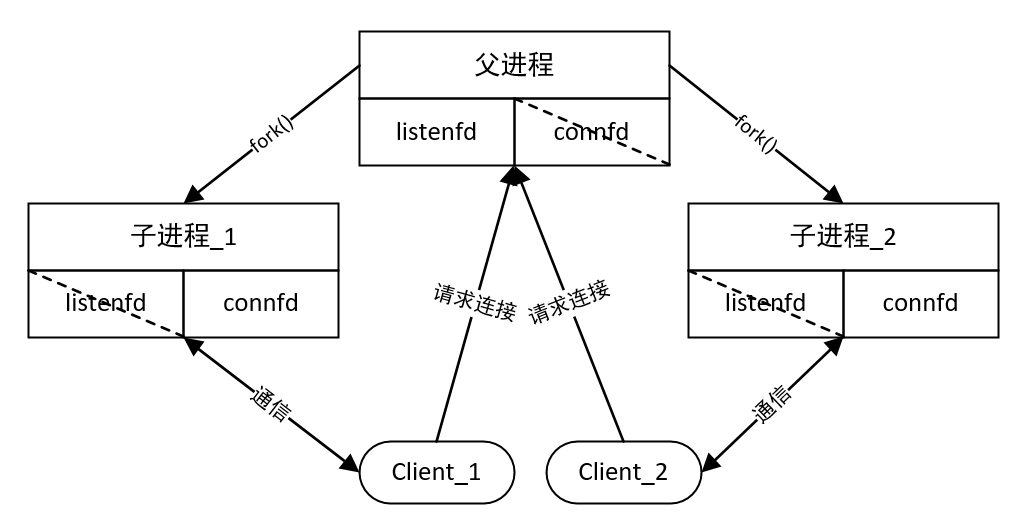 父进程
listenfd
connfd
fork()
fork()
子进程_1
listenfd
connfd
子进程_2
listenfd
connfd
请求连接
请求连接
通信
通信
Client_1
Client_2